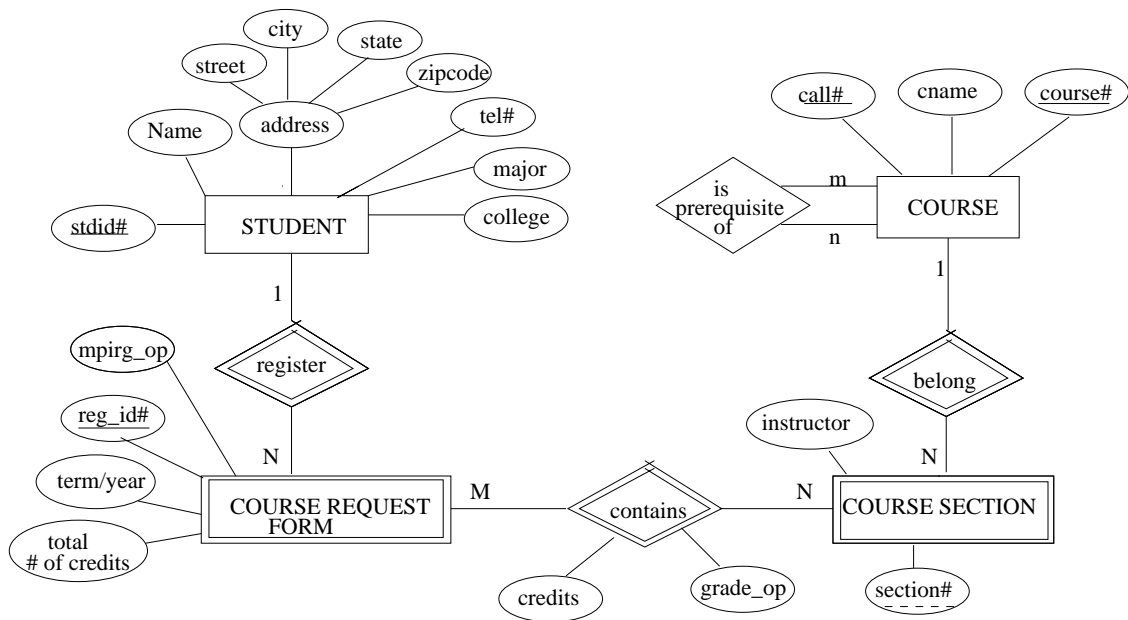 city
state
street
zipcode
address
Name
tel#
major
college
stdid#
STUDENT
call#
cname
course#
is
prerequisite
of
m
n
COURSE
1
1
register
belong
mpirg_op
reg_id#
term/year
total
# of credits
N
COURSE REQUEST
FORM
M
contains
N
credits
grade_op
instructor
N
COURSE SECTION
section#